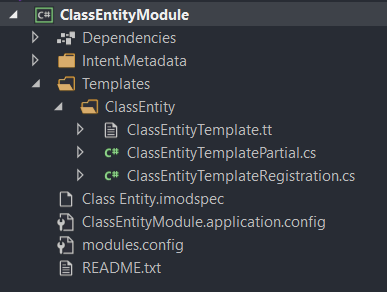 C# ClassEntityModule
Dependencies
Intent.Metadata
Templates
ClassEntity
ClassEntityTemplate.tt
C# ClassEntityTemplatePartial.cs
C# ClassEntityTemplateRegistration.cs
Class Entity.imodspec
ClassEntityModule.application.config
modules.config
README.txt